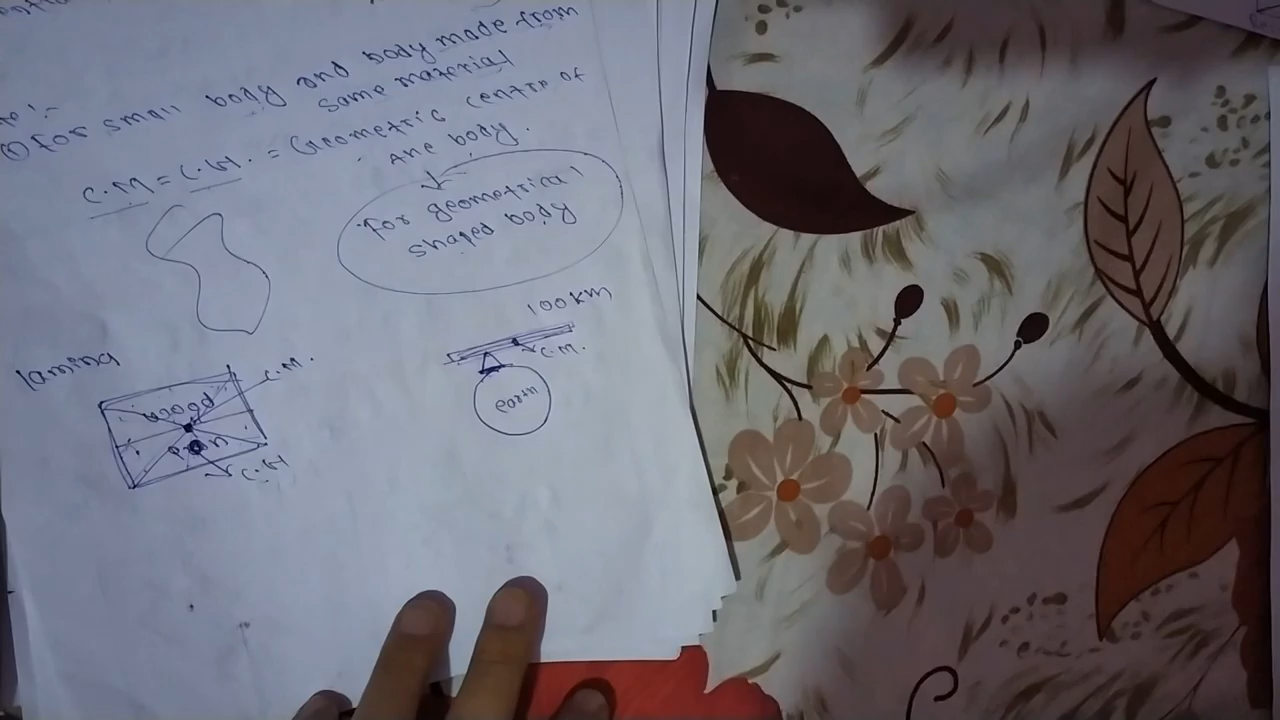 ① For small body and body made from
same material
C.M = C.G. = Geometric centre of
the body.
for geometrical
shaped body
100 km
C.M.
earth
lamina
wood
C.M.
C.G